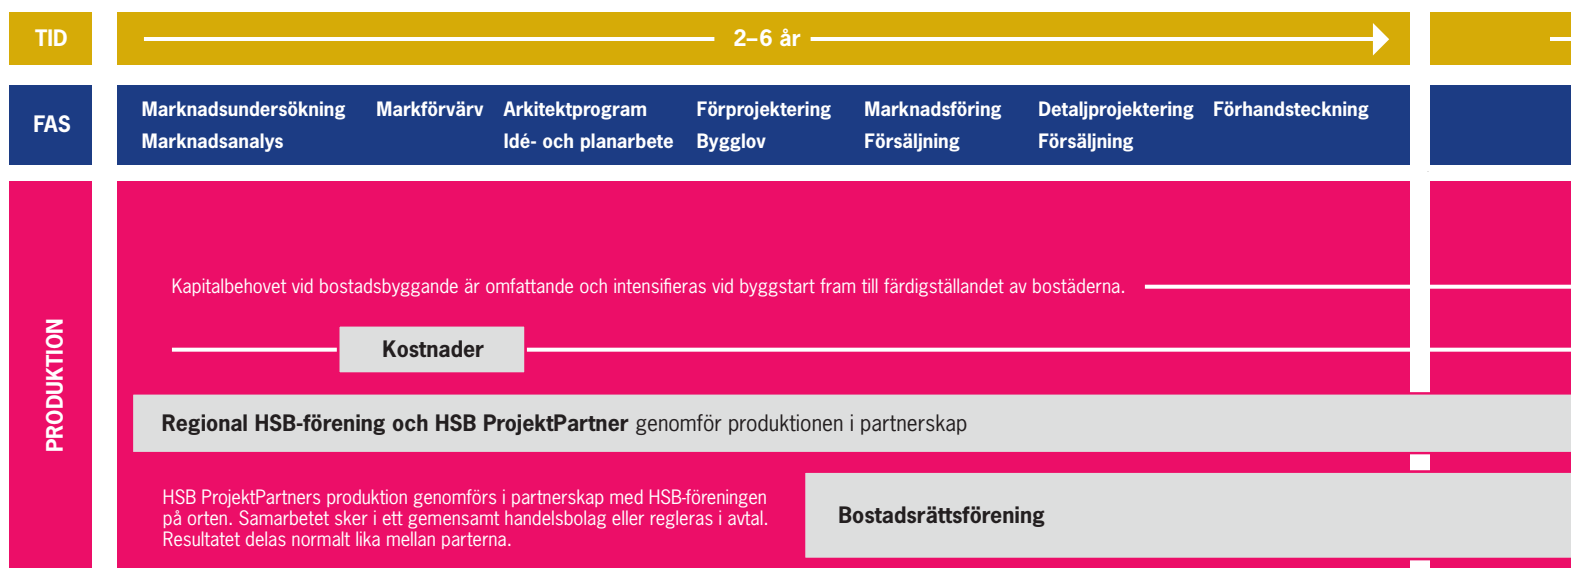 TID
2–6 år
FAS
Marknadsundersökning Markförvärv Arkitektprogram Förprojektering Marknadsföring Detaljprojektering Förhandsteckning
Marknadsanalys Idé- och planarbete Bygglov Försäljning Försäljning
PRODUKTION
Kapitalbehovet vid bostadsbyggande är omfattande och intensifieras vid byggstart fram till färdigställandet av bostäderna.
Kostnader
Regional HSB-förening och HSB ProjektPartner genomför produktionen i partnerskap
HSB ProjektPartners produktion genomförs i partnerskap med HSB-föreningen
på orten. Samarbetet sker i ett gemensamt handelsbolag eller regleras i avtal.
Resultatet delas normalt lika mellan parterna.
Bostadsrättsförening